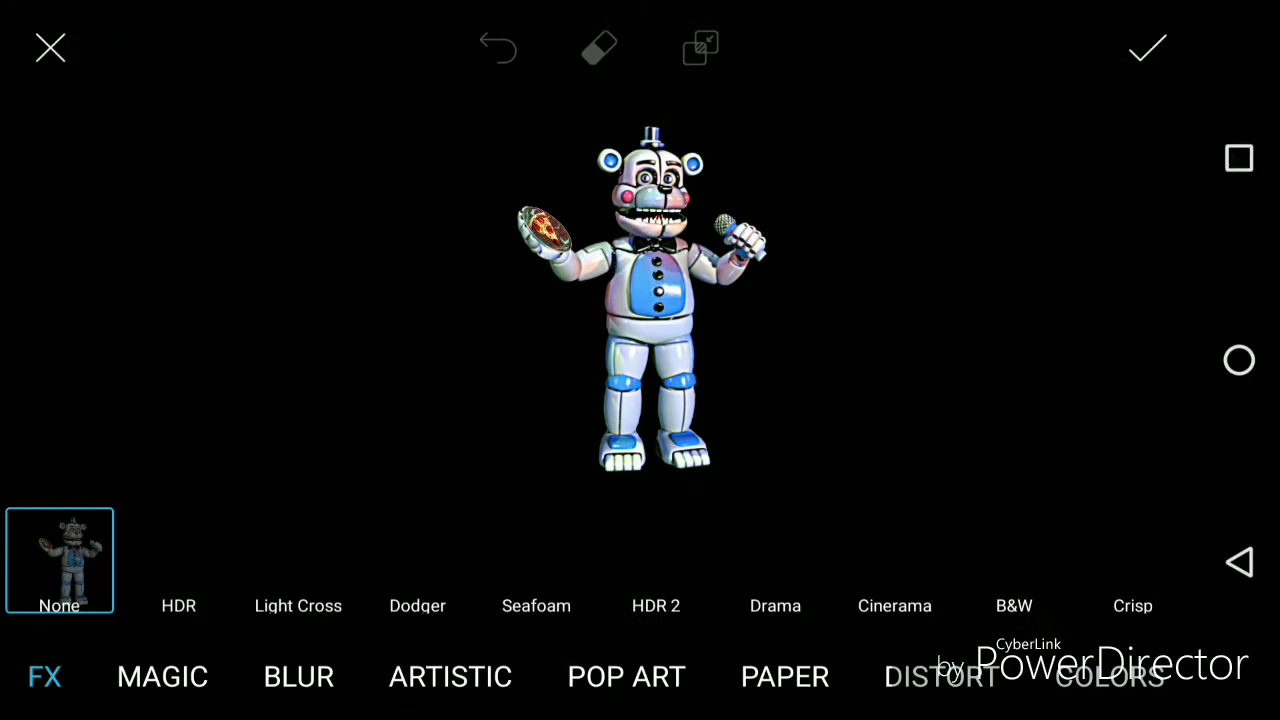 None HDR Light Cross Dodger Seafoam HDR 2 Drama Cinerama B&W Crisp
CyberLink
by PowerDirector
FX MAGIC BLUR ARTISTIC POP ART PAPER DISTORT COLORS